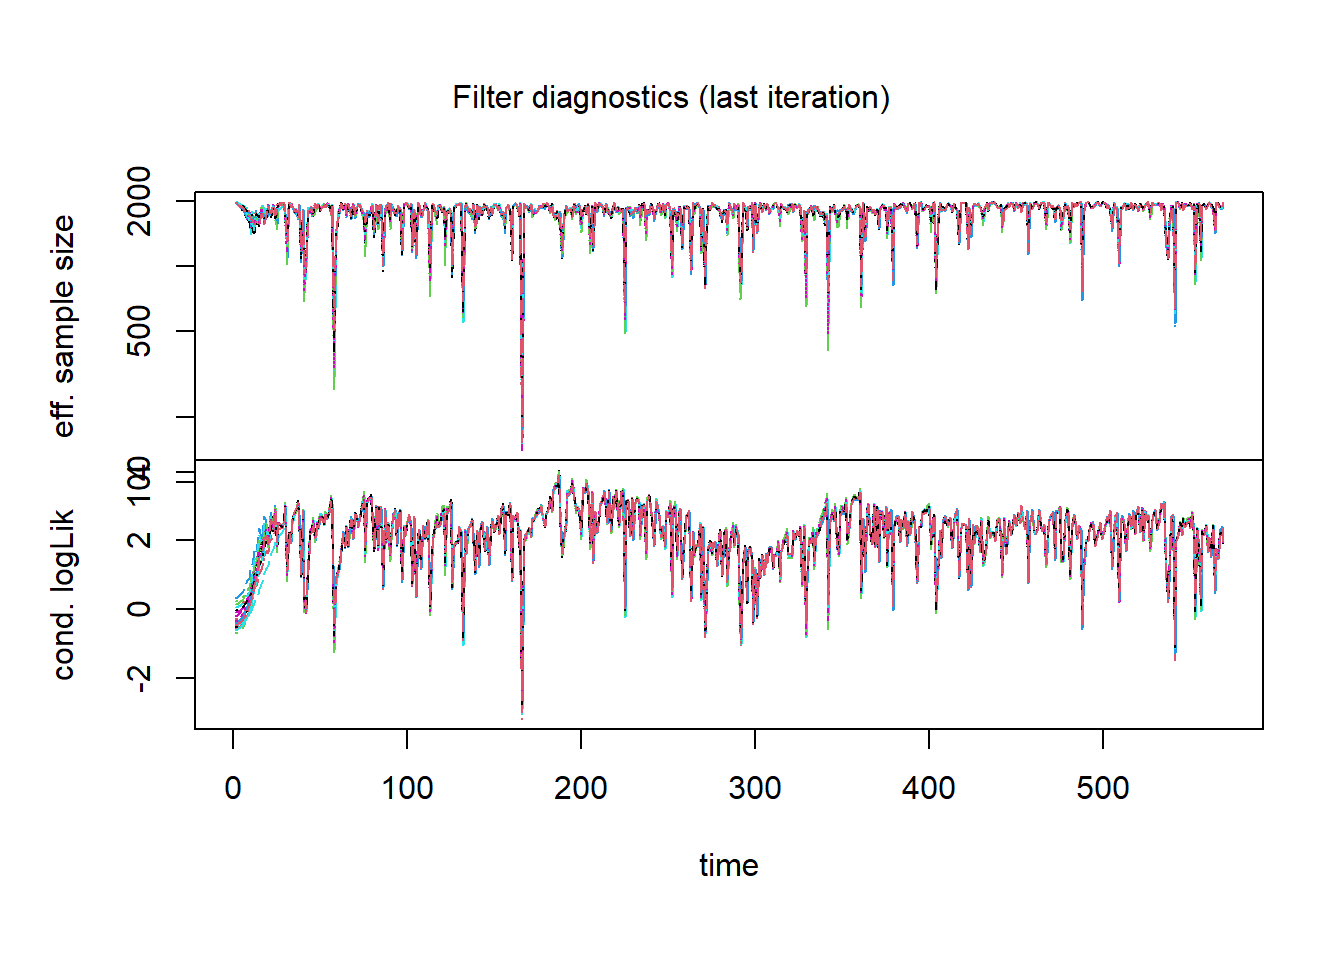 Filter diagnostics (last iteration)
eff. sample size
2000
500
100
cond. logLik
4
2
0
-2
0 100 200 300 400 500
time